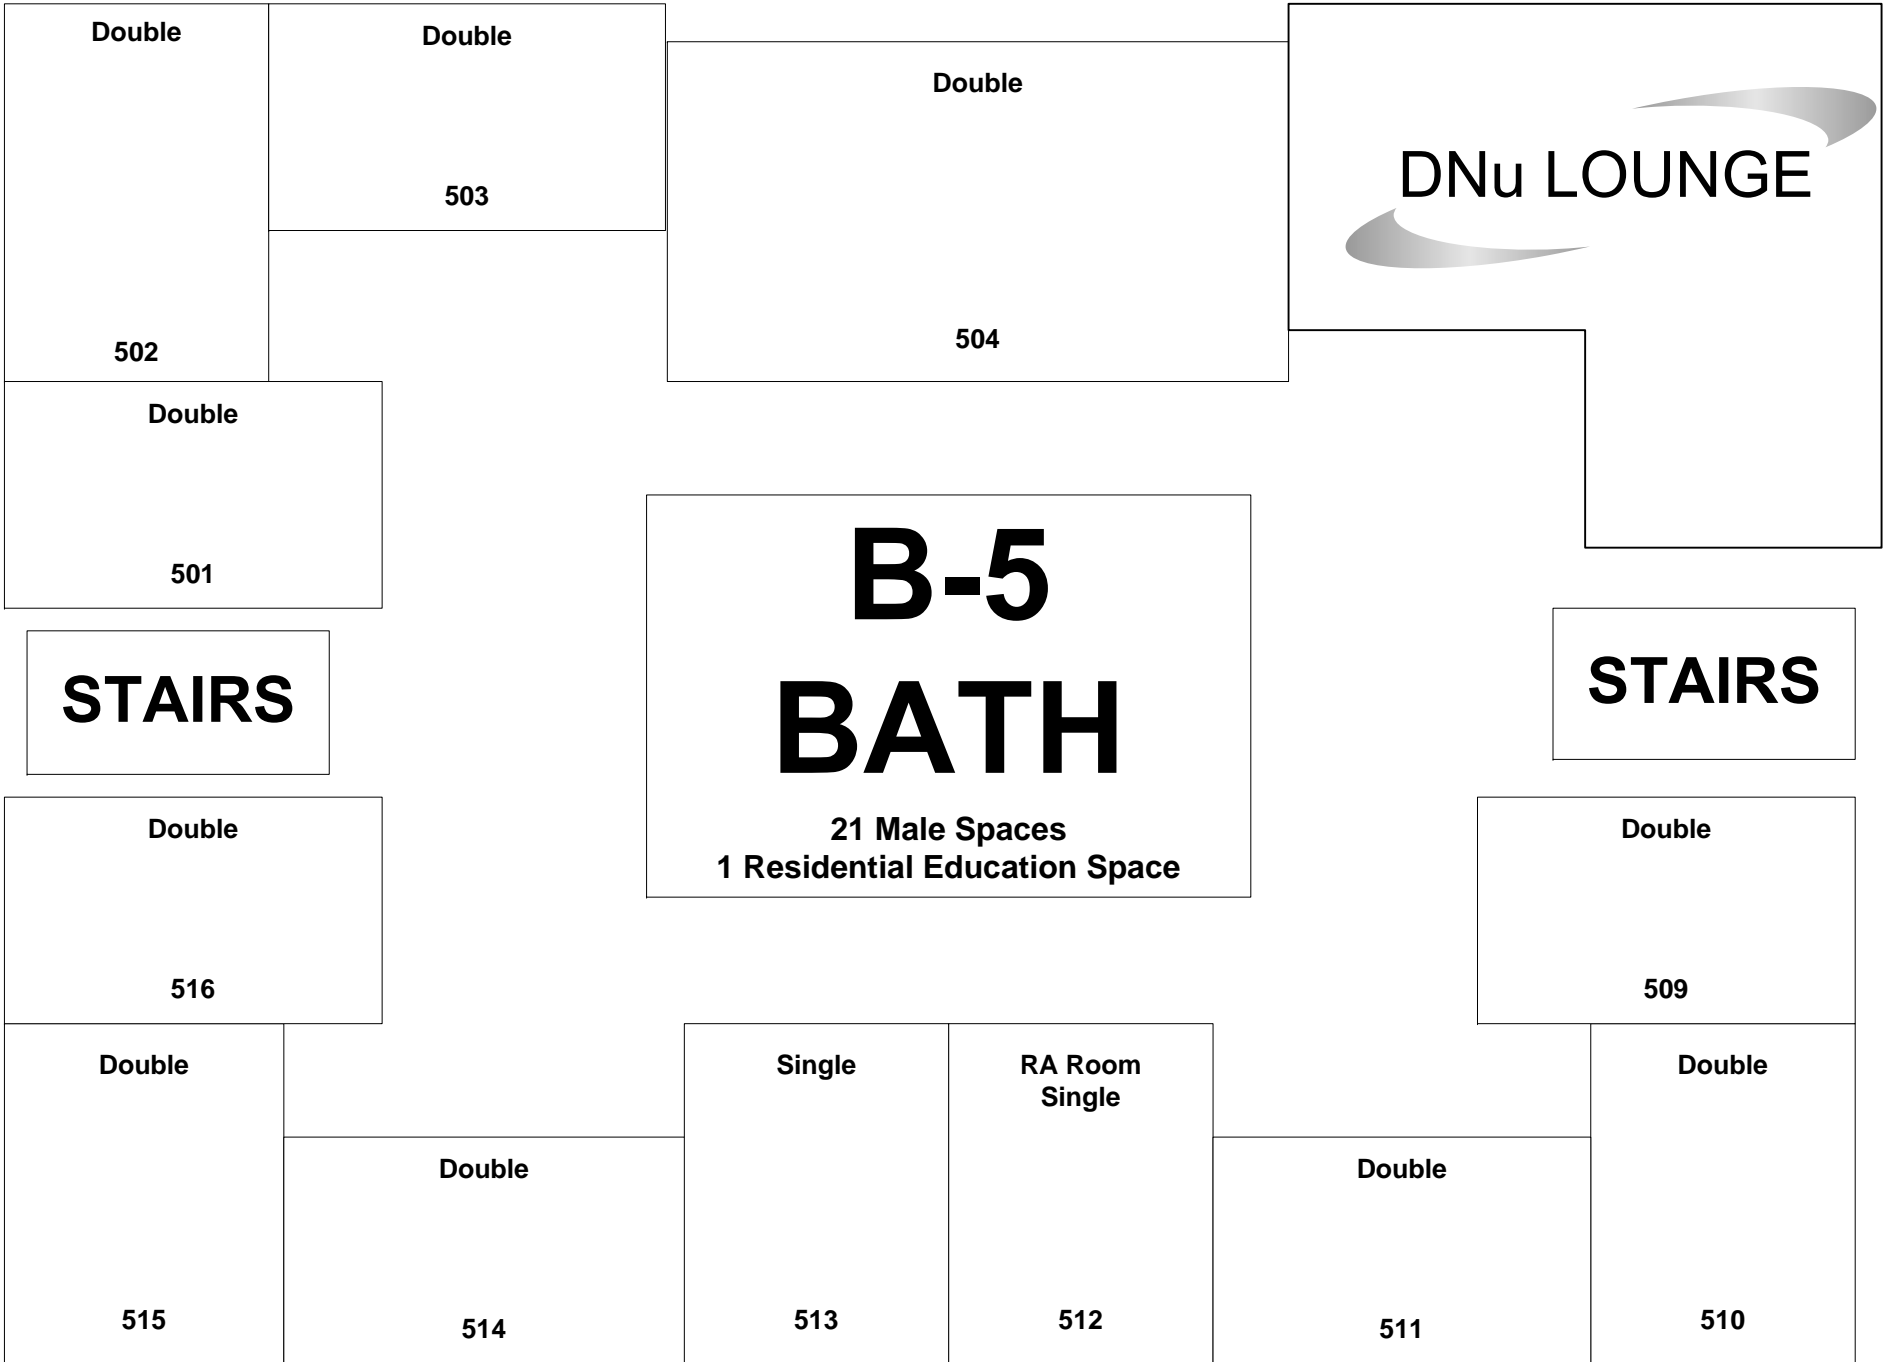 Double
502
Double
503
Double
504
DNu LOUNGE
Double
501
STAIRS
B-5
BATH
21 Male Spaces
1 Residential Education Space
STAIRS
Double
516
Double
509
Double
515
Double
514
Single
513
RA Room
Single
512
Double
511
Double
510